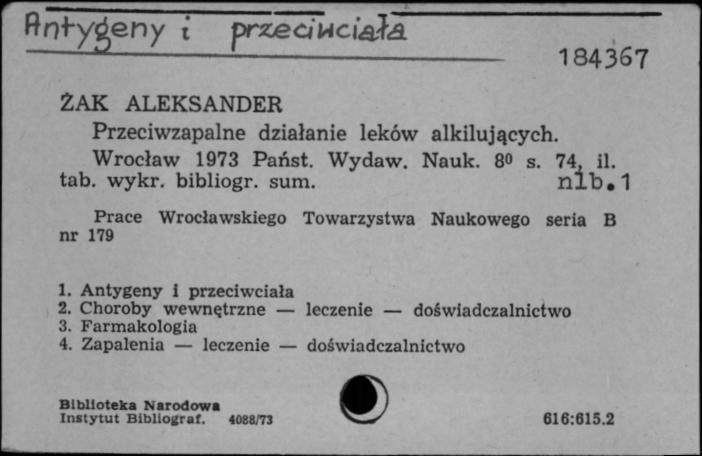 Antygeny i przeciwciała
184367
ŻAK ALEKSANDER
Przeciwzapalne działanie leków alkilujących.
Wrocław 1973 Państ. Wydaw. Nauk. 8⁰ s. 74, il.
tab. wykr. bibliogr. sum. nlb.1
Prace Wrocławskiego Towarzystwa Naukowego seria B
nr 179
1. Antygeny i przeciwciała
2. Choroby wewnętrzne — leczenie — doświadczalnictwo
3. Farmakologia
4. Zapalenia — leczenie — doświadczalnictwo
Biblioteka Narodowa
Instytut Bibliograf. 4088/73 616:615.2